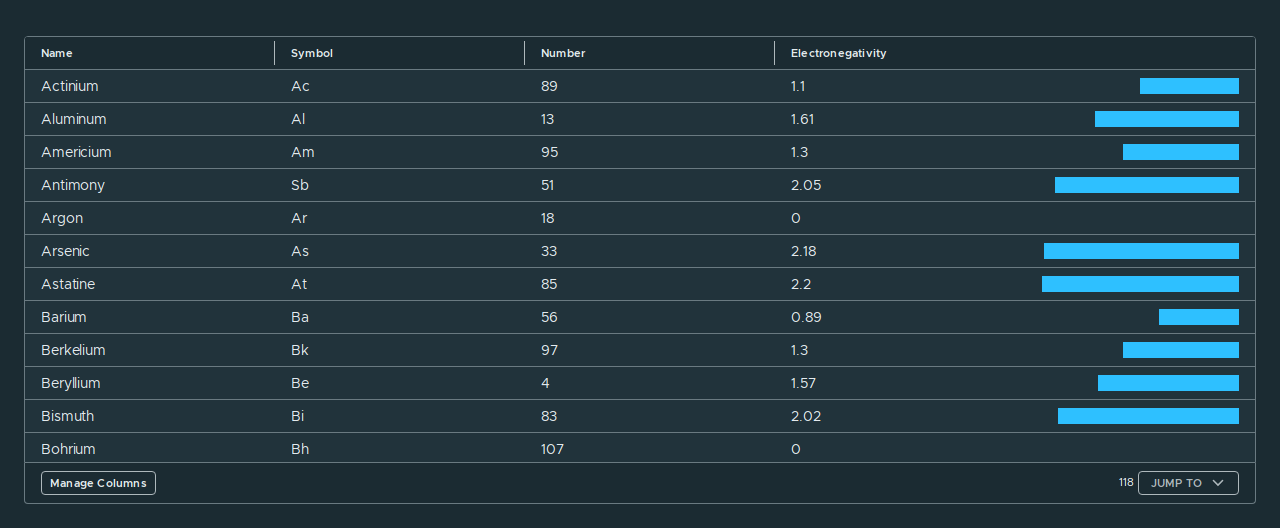 Name Symbol Number Electronegativity
Actinium Ac 89 1.1
Aluminum Al 13 1.61
Americium Am 95 1.3
Antimony Sb 51 2.05
Argon Ar 18 0
Arsenic As 33 2.18
Astatine At 85 2.2
Barium Ba 56 0.89
Berkelium Bk 97 1.3
Beryllium Be 4 1.57
Bismuth Bi 83 2.02
Bohrium Bh 107 0
Manage Columns 118 JUMP TO